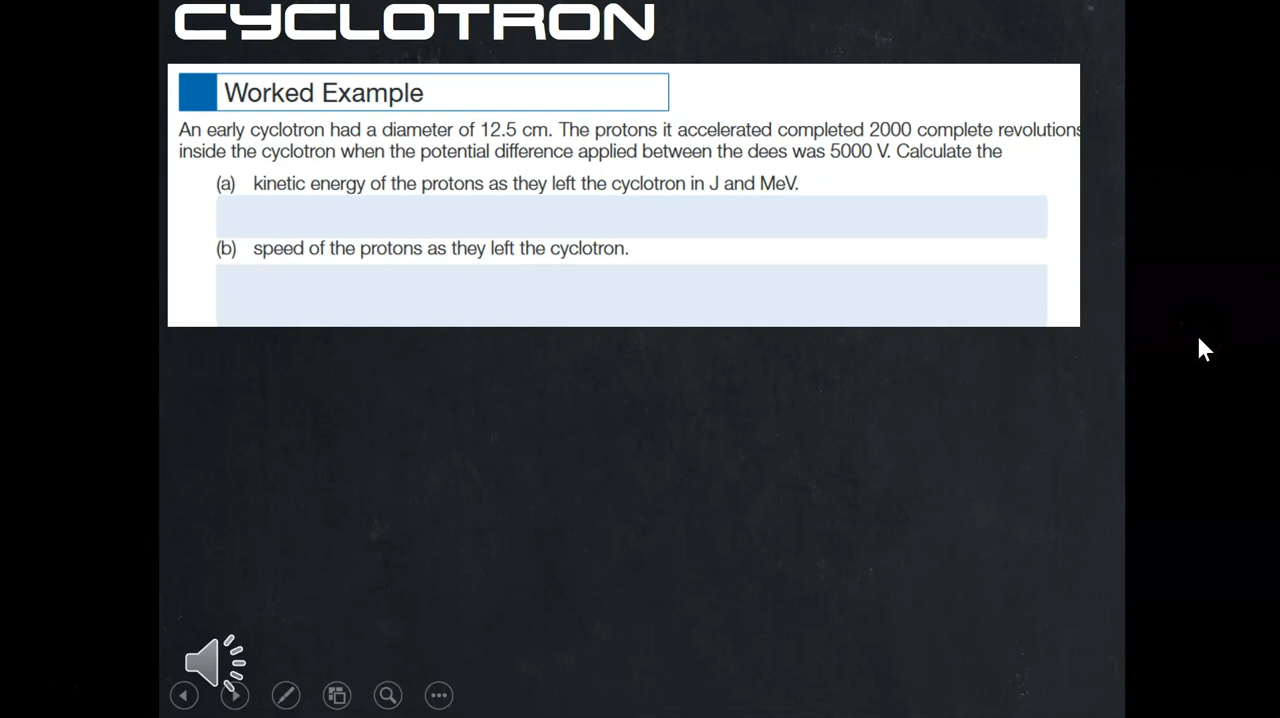 CYCLOTRON
Worked Example
An early cyclotron had a diameter of 12.5 cm. The protons it accelerated completed 2000 complete revolutions
inside the cyclotron when the potential difference applied between the dees was 5000 V. Calculate the
(a) kinetic energy of the protons as they left the cyclotron in J and MeV.
(b) speed of the protons as they left the cyclotron.